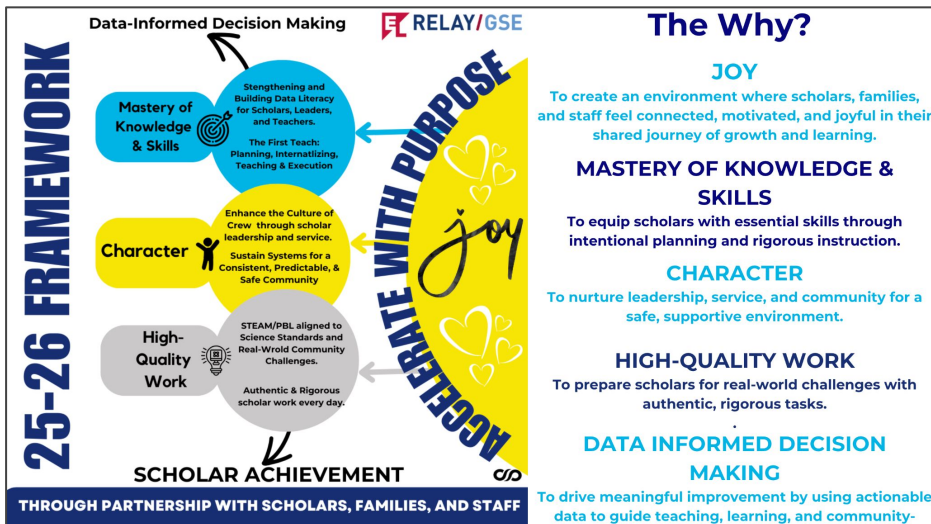 Data-Informed Decision Making
EL RELAY/GSE
25-26 FRAMEWORK
Mastery of
Knowledge
& Skills
Stengthening and
Building Data Literacy
for Scholars, Leaders,
and Teachers.
The First Teach:
Planning, Internatlizing,
Teaching & Execution
Character
Enhance the Culture of
Crew through scholar
leadership and service.
Sustain Systems for a
Consistent, Predictable, &
Safe Community
High-
Quality
Work
STEAM/PBL aligned to
Science Standards and
Real-Wrold Community
Challenges.
Authentic & Rigorous
scholar work every day.
ACCELERATE WITH PURPOSE
joy
SCHOLAR ACHIEVEMENT
THROUGH PARTNERSHIP WITH SCHOLARS, FAMILIES, AND STAFF
The Why?
JOY
To create an environment where scholars, families,
and staff feel connected, motivated, and joyful in their
shared journey of growth and learning.
MASTERY OF KNOWLEDGE &
SKILLS
To equip scholars with essential skills through
intentional planning and rigorous instruction.
CHARACTER
To nurture leadership, service, and community for a
safe, supportive environment.
HIGH-QUALITY WORK
To prepare scholars for real-world challenges with
authentic, rigorous tasks.
.
DATA INFORMED DECISION
MAKING
To drive meaningful improvement by using actionable
data to guide teaching, learning, and community-